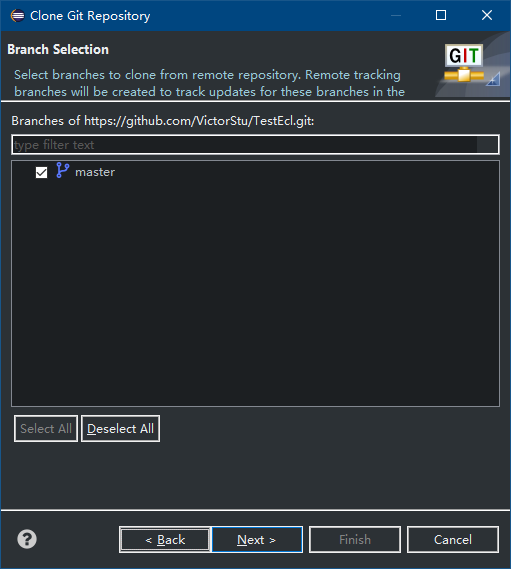 Clone Git Repository
Branch Selection
GIT
Select branches to clone from remote repository. Remote tracking
branches will be created to track updates for these branches in the
Branches of https://github.com/VictorStu/TestEcl.git:
type filter text
master
Select All
Deselect All
?
< Back
Next >
Finish
Cancel